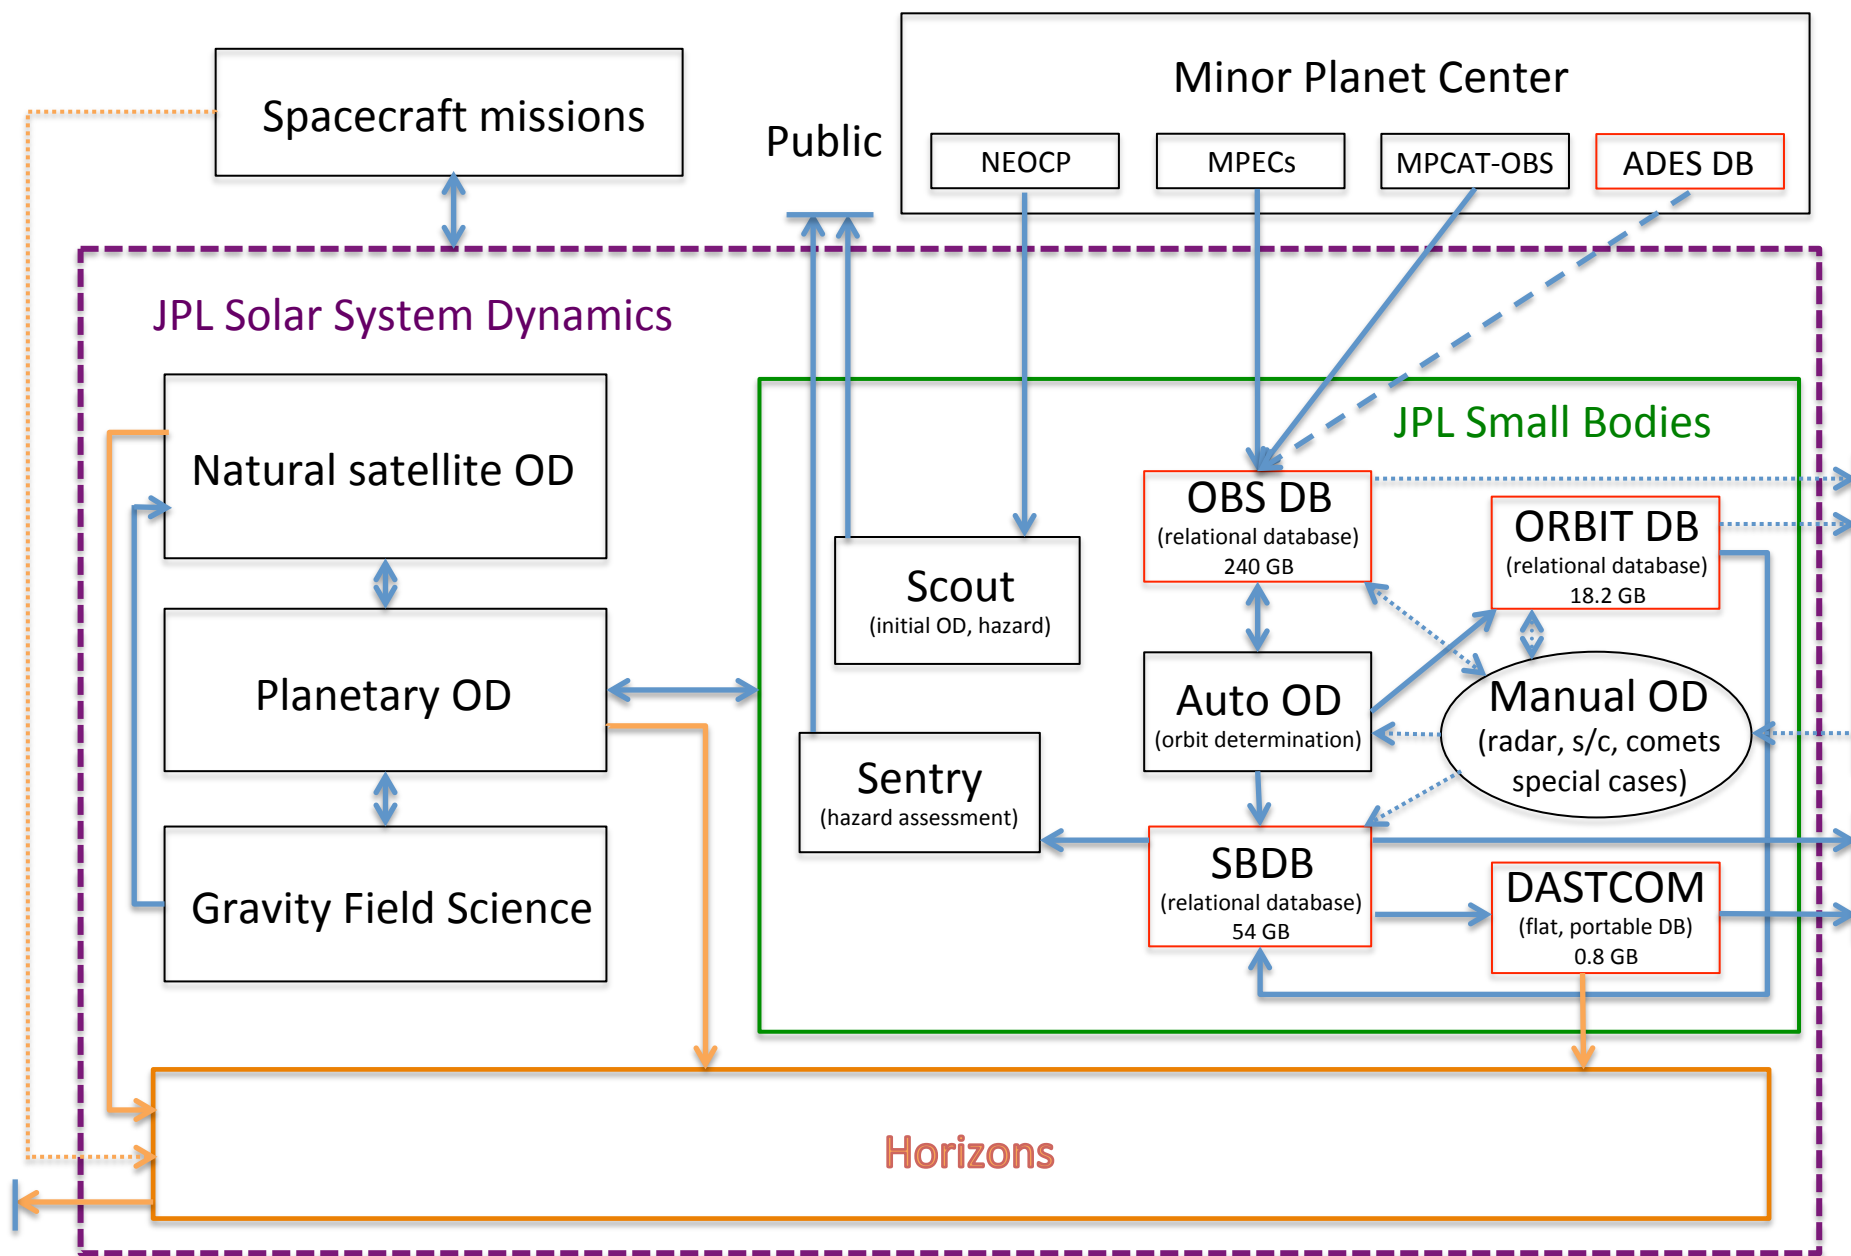 Spacecraft missions
Public
Minor Planet Center
NEOCP
MPECs
MPCAT-OBS
ADES DB
JPL Solar System Dynamics
Natural satellite OD
Planetary OD
Gravity Field Science
JPL Small Bodies
OBS DB
(relational database)
240 GB
ORBIT DB
(relational database)
18.2 GB
Scout
(initial OD, hazard)
Auto OD
(orbit determination)
Manual OD
(radar, s/c, comets
special cases)
Sentry
(hazard assessment)
SBDB
(relational database)
54 GB
DASTCOM
(flat, portable DB)
0.8 GB
Horizons